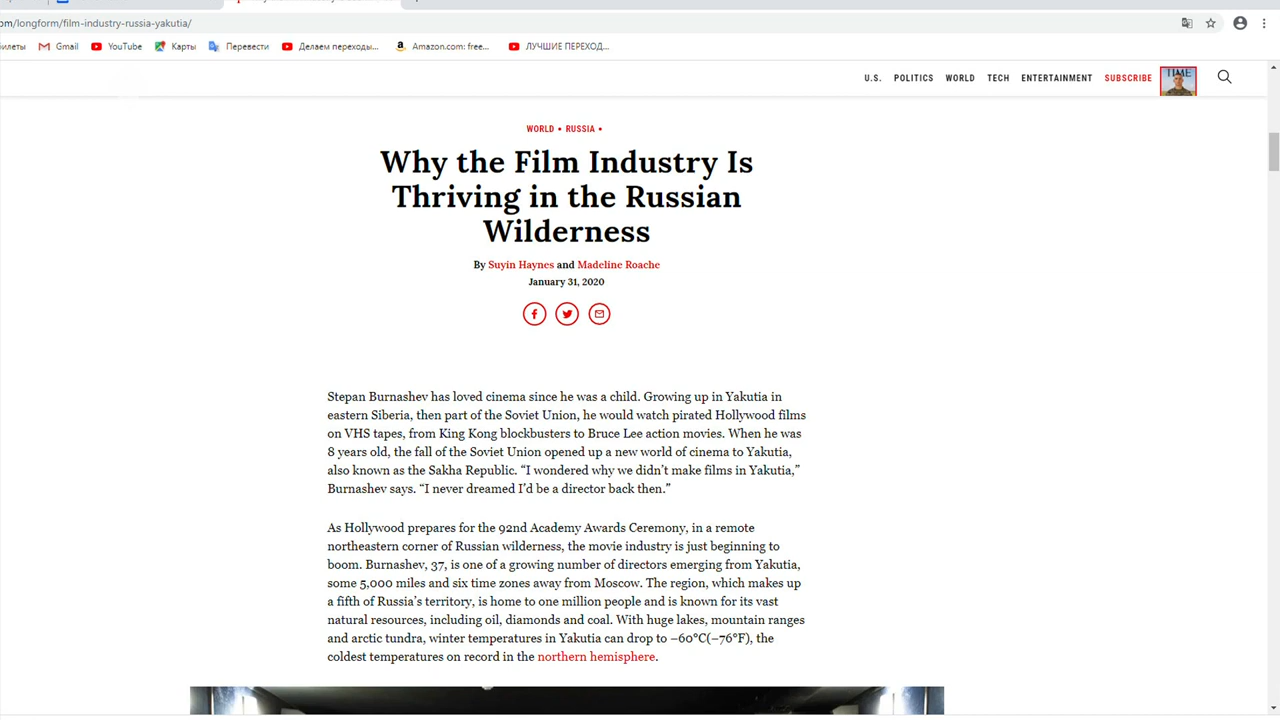 om/longform/film-industry-russia-yakutia/
Gmail YouTube Карты Перевести Делаем переходы... Amazon.com: free... ЛУЧШИЕ ПЕРЕХОД...
U.S. POLITICS WORLD TECH ENTERTAINMENT SUBSCRIBE TIME
WORLD • RUSSIA •
Why the Film Industry Is
Thriving in the Russian
Wilderness
By Suyin Haynes and Madeline Roache
January 31, 2020
Stepan Burnashev has loved cinema since he was a child. Growing up in Yakutia in
eastern Siberia, then part of the Soviet Union, he would watch pirated Hollywood films
on VHS tapes, from King Kong blockbusters to Bruce Lee action movies. When he was
8 years old, the fall of the Soviet Union opened up a new world of cinema to Yakutia,
also known as the Sakha Republic. “I wondered why we didn’t make films in Yakutia,”
Burnashev says. “I never dreamed I’d be a director back then.”
As Hollywood prepares for the 92nd Academy Awards Ceremony, in a remote
northeastern corner of Russian wilderness, the movie industry is just beginning to
boom. Burnashev, 37, is one of a growing number of directors emerging from Yakutia,
some 5,000 miles and six time zones away from Moscow. The region, which makes up
a fifth of Russia’s territory, is home to one million people and is known for its vast
natural resources, including oil, diamonds and coal. With huge lakes, mountain ranges
and arctic tundra, winter temperatures in Yakutia can drop to −60°C(−76°F), the
coldest temperatures on record in the northern hemisphere.